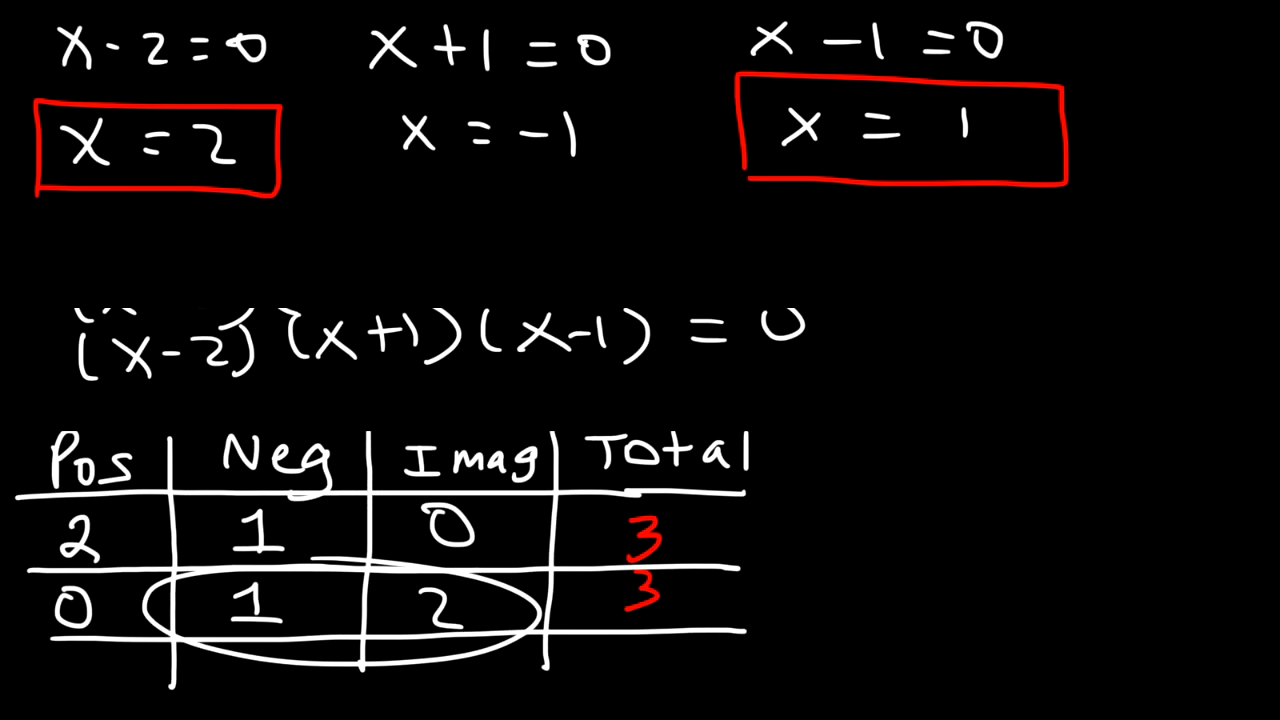 x - 2 = 0 x + 1 = 0 x - 1 = 0
x = 2 x = -1 x = 1
(x-2)(x+1)(x-1) = 0
Pos Neg Imag Total
2 1 0 3
0 1 2 3